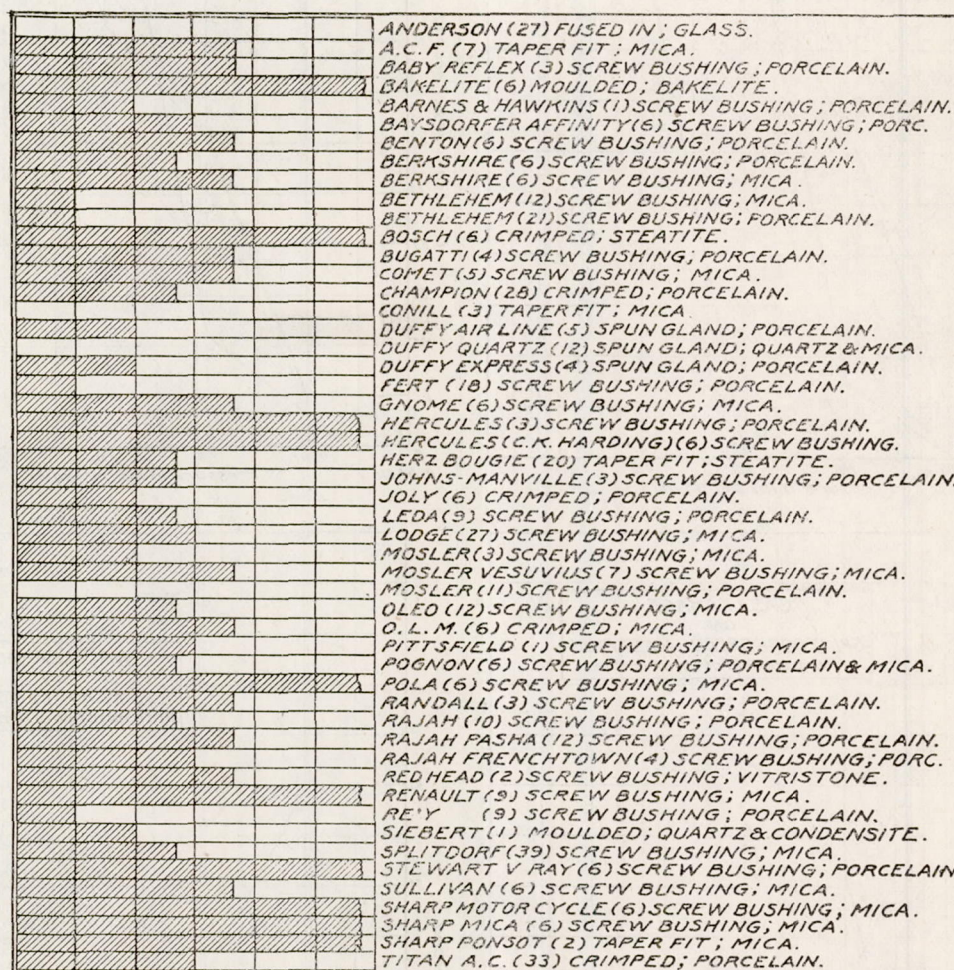 ANDERSON (27) FUSED IN; GLASS.
A.C.F. (7) TAPER FIT; MICA.
BABY REFLEX (3) SCREW BUSHING; PORCELAIN.
BAKELITE (6) MOULDED; BAKELITE.
BARNES & HAWKINS (1) SCREW BUSHING; PORCELAIN.
BAYSDORFER AFFINITY (6) SCREW BUSHING; PORC.
BENTON (6) SCREW BUSHING; PORCELAIN.
BERKSHIRE (6) SCREW BUSHING; PORCELAIN.
BERKSHIRE (6) SCREW BUSHING; MICA.
BETHLEHEM (12) SCREW BUSHING; MICA.
BETHLEHEM (21) SCREW BUSHING; PORCELAIN.
BOSCH (6) CRIMPED; STEATITE.
BUGATTI (4) SCREW BUSHING; PORCELAIN.
COMET (5) SCREW BUSHING; MICA.
CHAMPION (28) CRIMPED; PORCELAIN.
CONILL (3) TAPER FIT; MICA
DUFFY AIR LINE (5) SPUN GLAND; PORCELAIN.
DUFFY QUARTZ (12) SPUN GLAND; QUARTZ & MICA.
DUFFY EXPRESS (4) SPUN GLAND; PORCELAIN.
FERT (18) SCREW BUSHING; PORCELAIN.
GNOME (6) SCREW BUSHING; MICA.
HERCULES (3) SCREW BUSHING; PORCELAIN.
HERCULES (C.K. HARDING) (6) SCREW BUSHING.
HERZ BOUGIE (20) TAPER FIT; STEATITE.
JOHNS-MANVILLE (3) SCREW BUSHING; PORCELAIN.
JOLY (6) CRIMPED; PORCELAIN.
LEDA (9) SCREW BUSHING; PORCELAIN.
LODGE (27) SCREW BUSHING; MICA.
MOSLER (3) SCREW BUSHING; MICA.
MOSLER VESUVIUS (7) SCREW BUSHING; MICA.
MOSLER (11) SCREW BUSHING; PORCELAIN.
OLEO (12) SCREW BUSHING; MICA.
O.L.M. (6) CRIMPED; MICA.
PITTSFIELD (1) SCREW BUSHING; MICA.
POGNON (6) SCREW BUSHING; PORCELAIN & MICA.
POLA (6) SCREW BUSHING; MICA.
RANDALL (3) SCREW BUSHING; PORCELAIN.
RAJAH (10) SCREW BUSHING; PORCELAIN.
RAJAH PASHA (12) SCREW BUSHING; PORCELAIN.
RAJAH FRENCHTOWN (4) SCREW BUSHING; PORC.
RED HEAD (2) SCREW BUSHING; VITRISTONE.
RENAULT (9) SCREW BUSHING; MICA.
(9) SCREW BUSHING; PORCELAIN.
SIEBERT (1) MOULDED; QUARTZ & CONDENSITE.
SPLITDORF (39) SCREW BUSHING; MICA.
STEWART V RAY (6) SCREW BUSHING; PORCELAIN
SULLIVAN (6) SCREW BUSHING; MICA.
SHARP MOTOR CYCLE (6) SCREW BUSHING; MICA.
SHARP MICA (6) SCREW BUSHING; MICA.
SHARP PONSOT (2) TAPER FIT; MICA.
TITAN A.C. (33) CRIMPED; PORCELAIN.